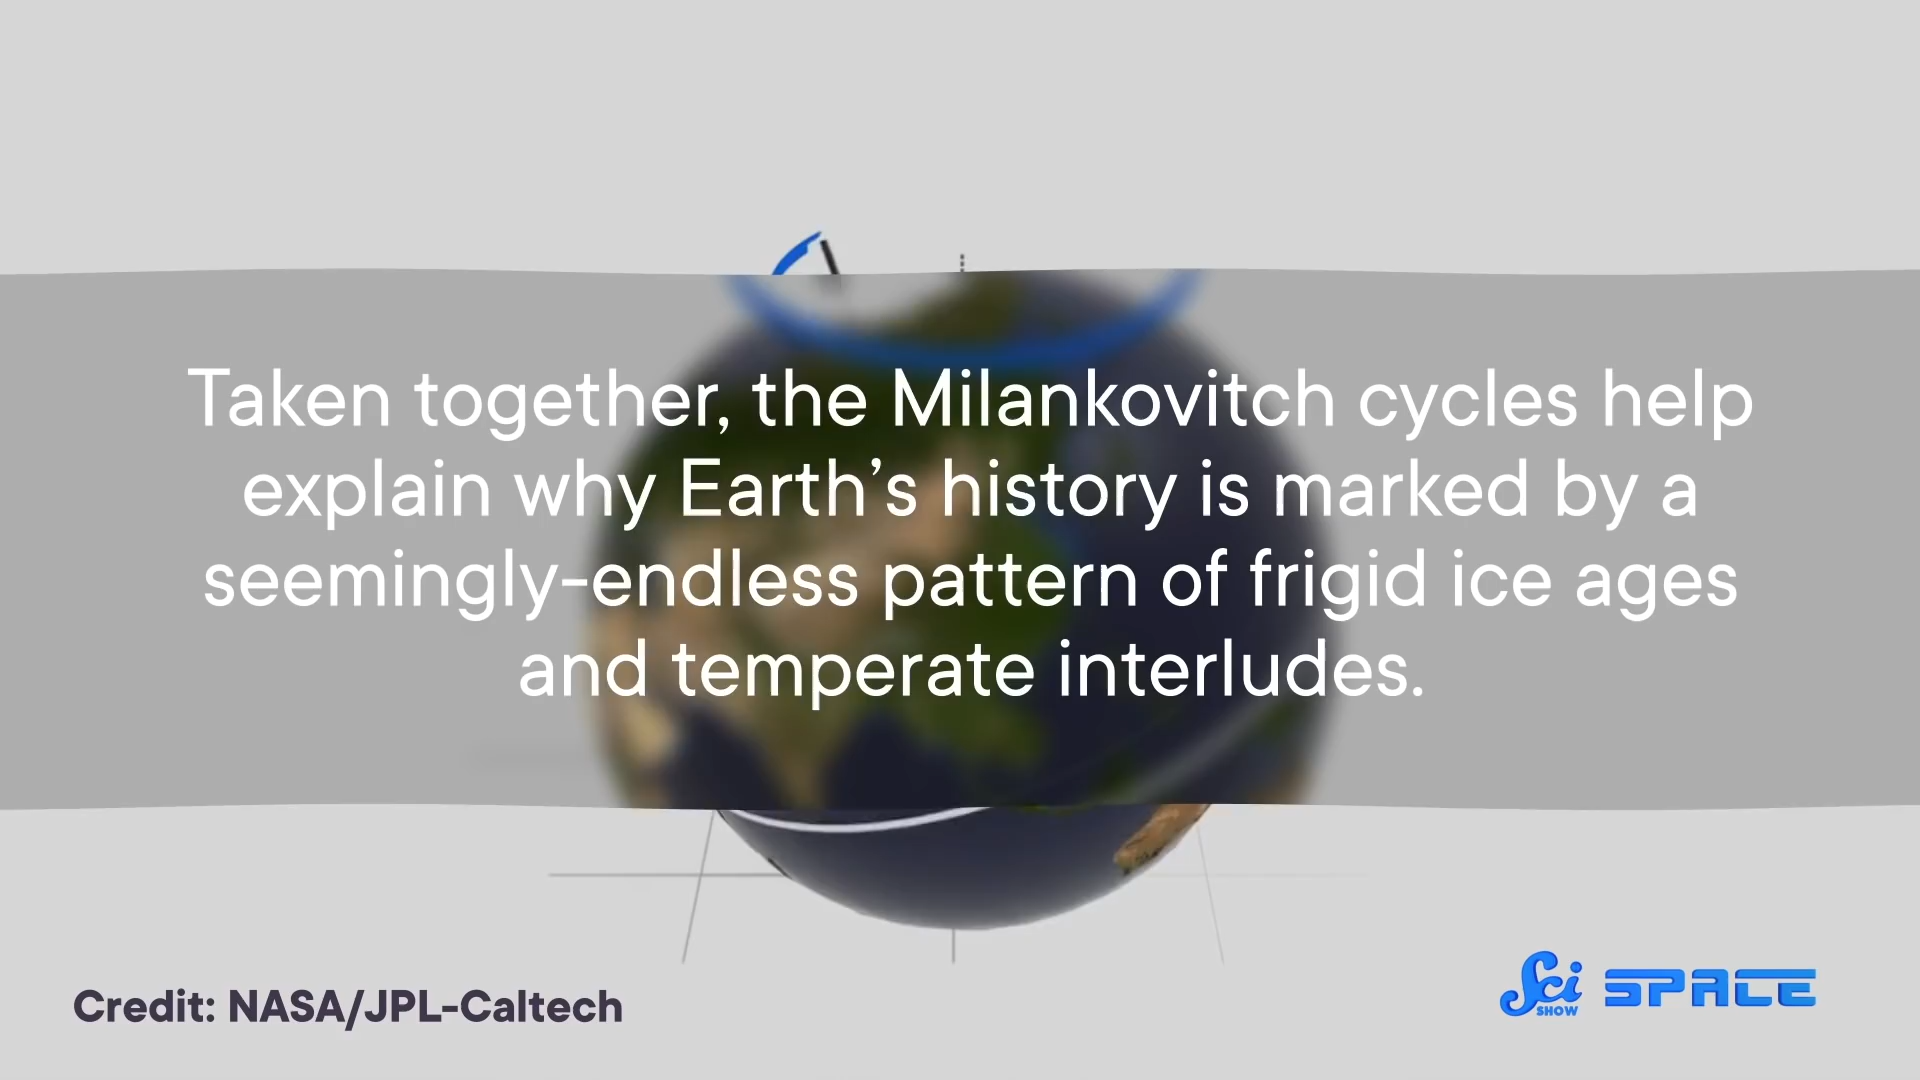 Taken together, the Milankovitch cycles help
explain why Earth’s history is marked by a
seemingly-endless pattern of frigid ice ages
and temperate interludes.
Credit: NASA/JPL-Caltech
Sci SHOW SPACE